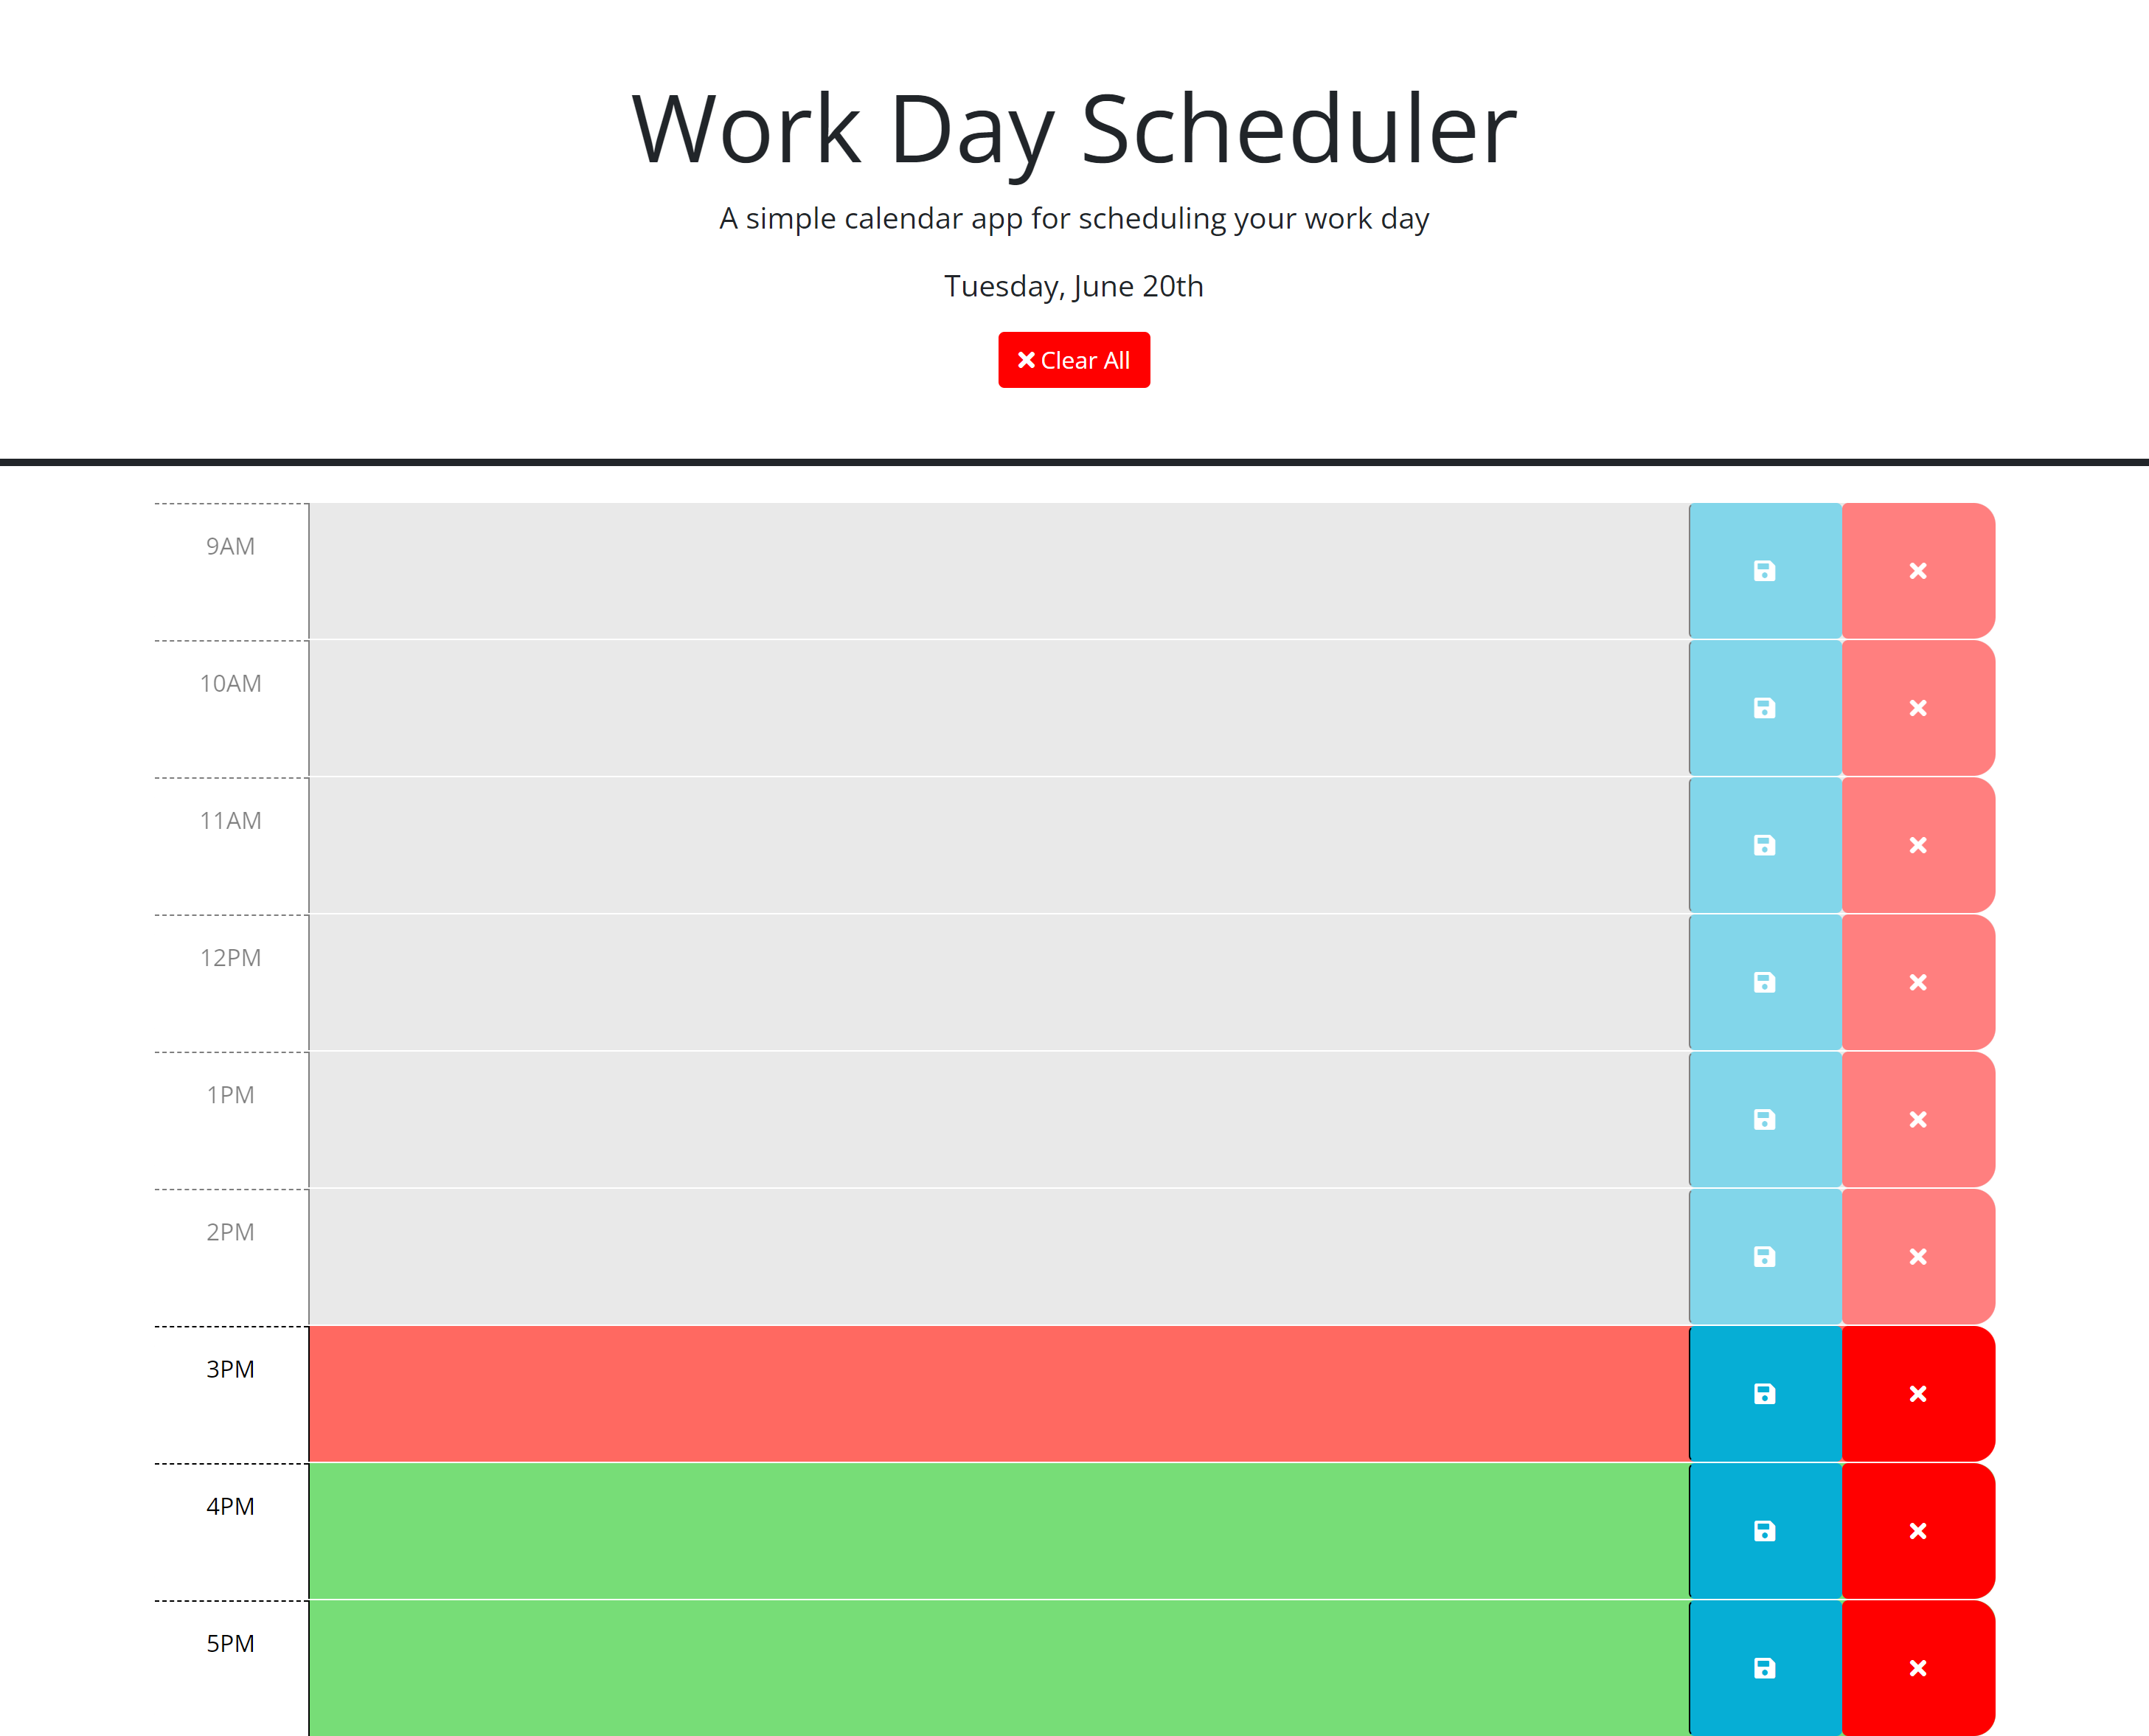 Work Day Scheduler
A simple calendar app for scheduling your work day
Tuesday, June 20th
Clear All
9AM
10AM
11AM
12PM
1PM
2PM
3PM
4PM
5PM